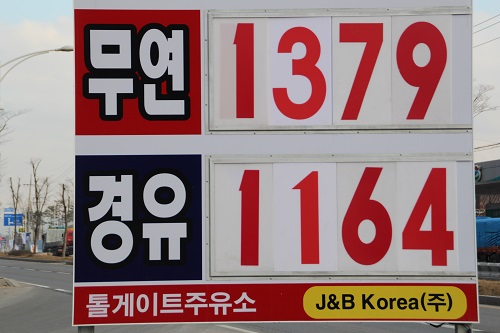 무연 1379
경유 1164
톨게이트주유소 J&B Korea(주)